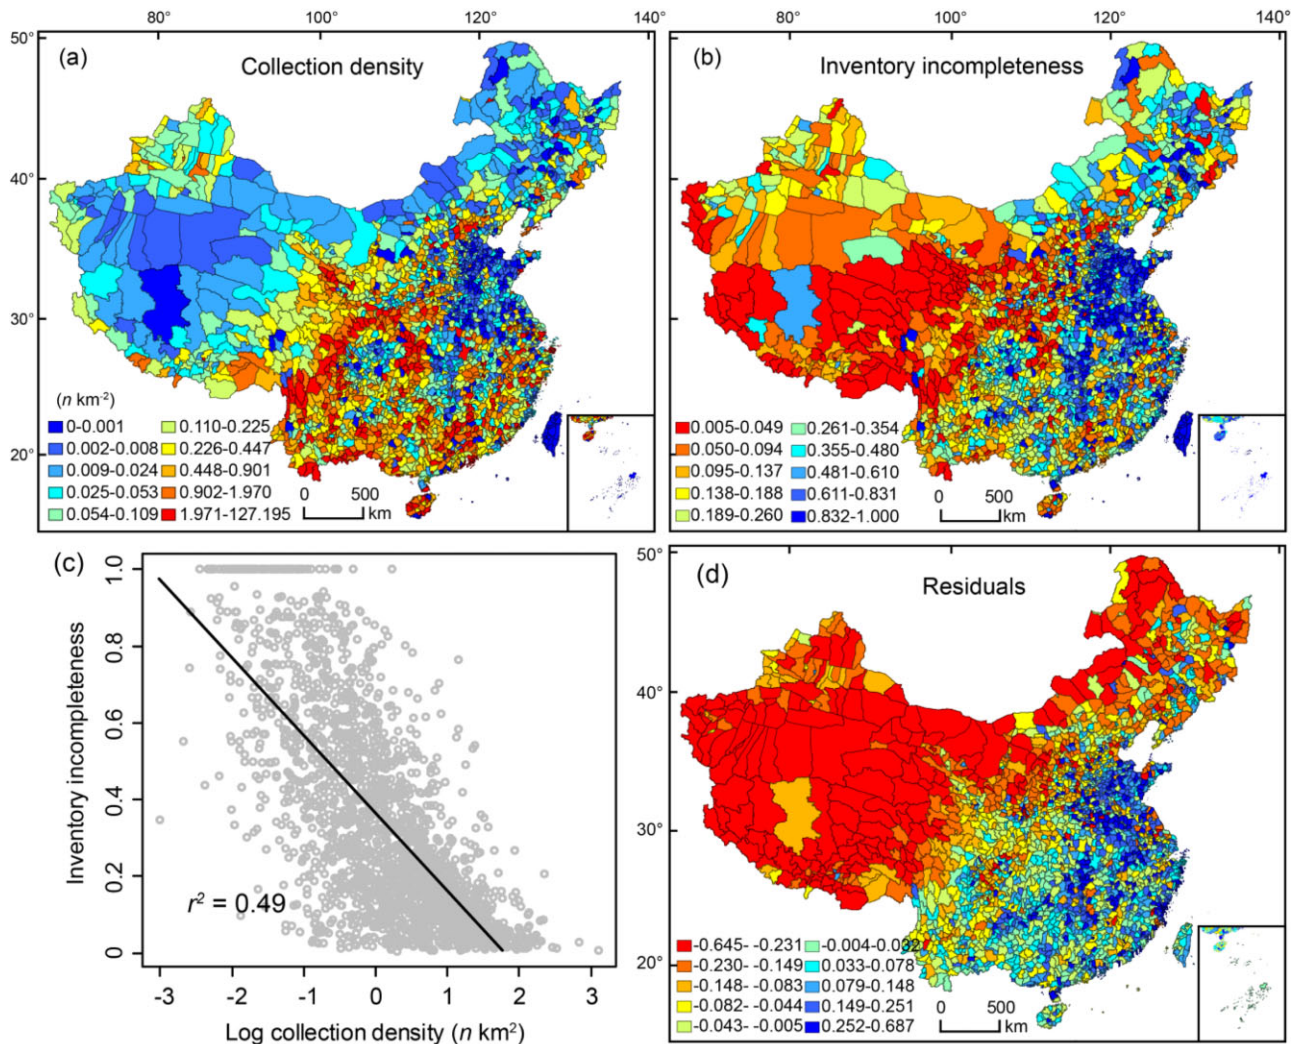 80° 100° 120° 140°
80° 100° 120° 140°
50°
40°
30°
20°
(a)
Collection density
(n km-2)
0-0.001
0.002-0.008
0.009-0.024
0.025-0.053
0.054-0.109
0.110-0.225
0.226-0.447
0.448-0.901
0.902-1.970
1.971-127.195
0 500
km
(b)
Inventory incompleteness
0.005-0.049
0.050-0.094
0.095-0.137
0.138-0.188
0.189-0.260
0.261-0.354
0.355-0.480
0.481-0.610
0.611-0.831
0.832-1.000
0 500
km
(c)
Inventory incompleteness
1.0
0.8
0.6
0.4
0.2
0
r² = 0.49
-3 -2 -1 0 1 2 3
Log collection density (n km²)
50°
40°
30°
20°
(d)
Residuals
-0.645- -0.231
-0.230- -0.149
-0.148- -0.083
-0.082- -0.044
-0.043- -0.005
-0.004-0.032
0.033-0.078
0.079-0.148
0.149-0.251
0.252-0.687
0 500
km